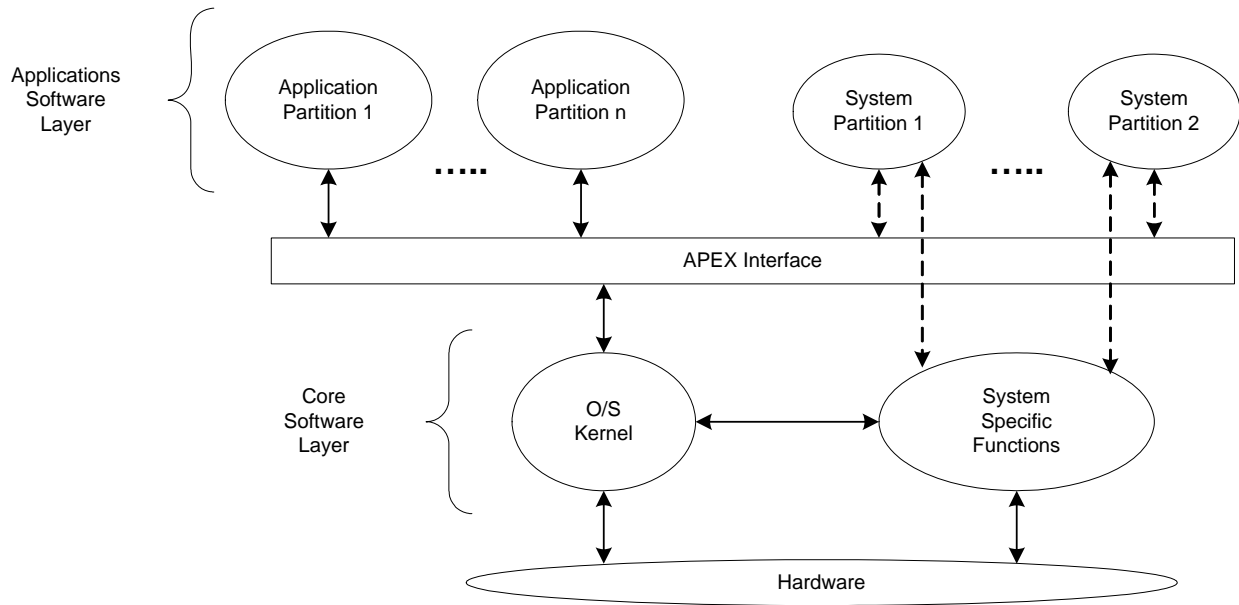 Applications
Software
Layer
Application
Partition 1
.....
Application
Partition n
System
Partition 1
.....
System
Partition 2
APEX Interface
Core
Software
Layer
O/S
Kernel
System
Specific
Functions
Hardware